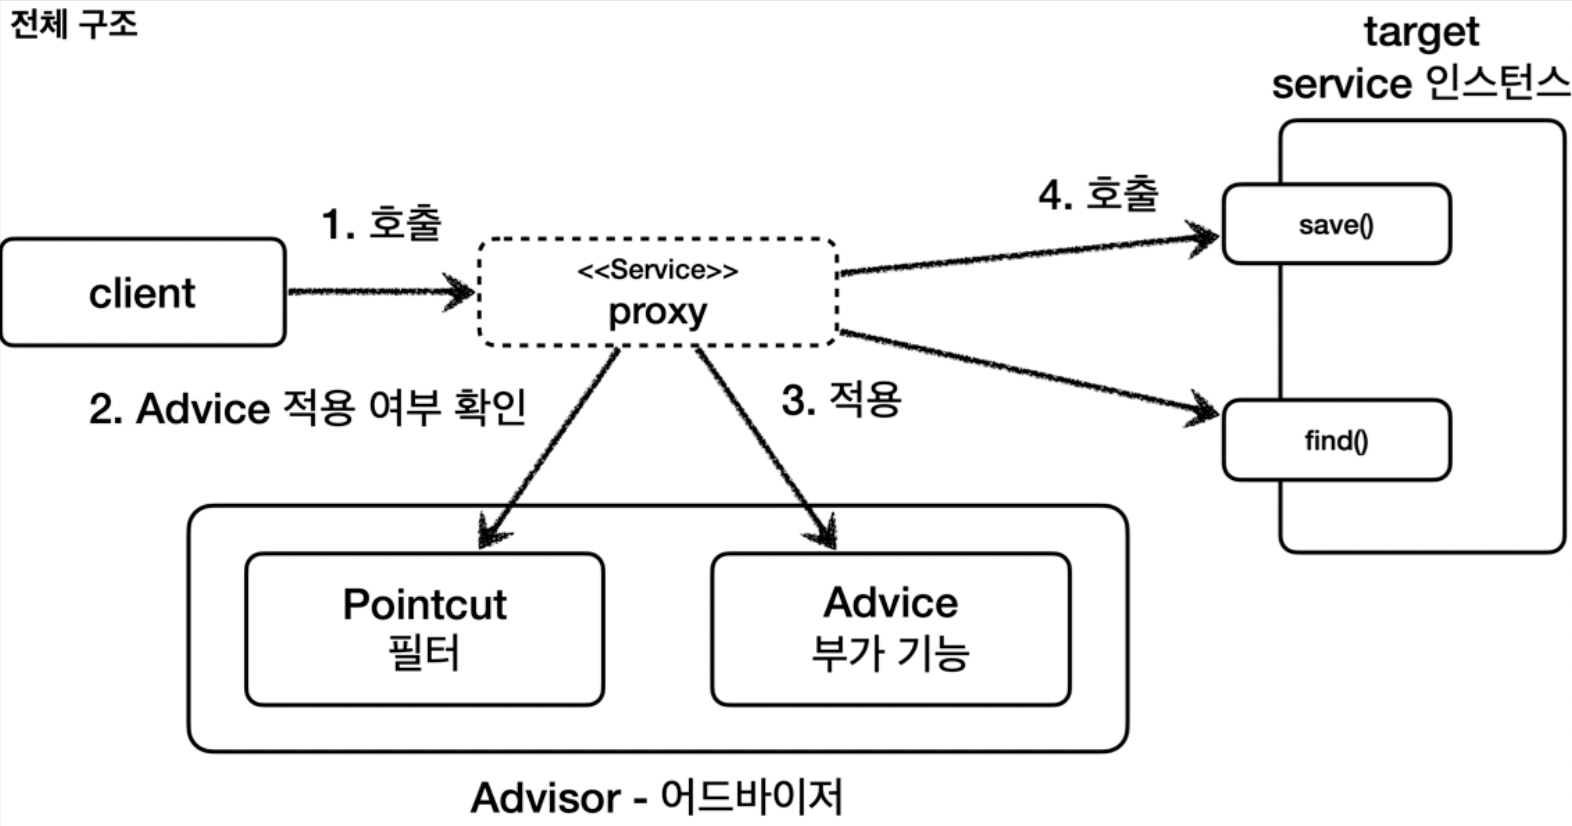 전체 구조
target
service 인스턴스
1. 호출
4. 호출
client
<<Service>>
proxy
save()
2. Advice 적용 여부 확인
3. 적용
find()
Pointcut
필터
Advice
부가 기능
Advisor - 어드바이저